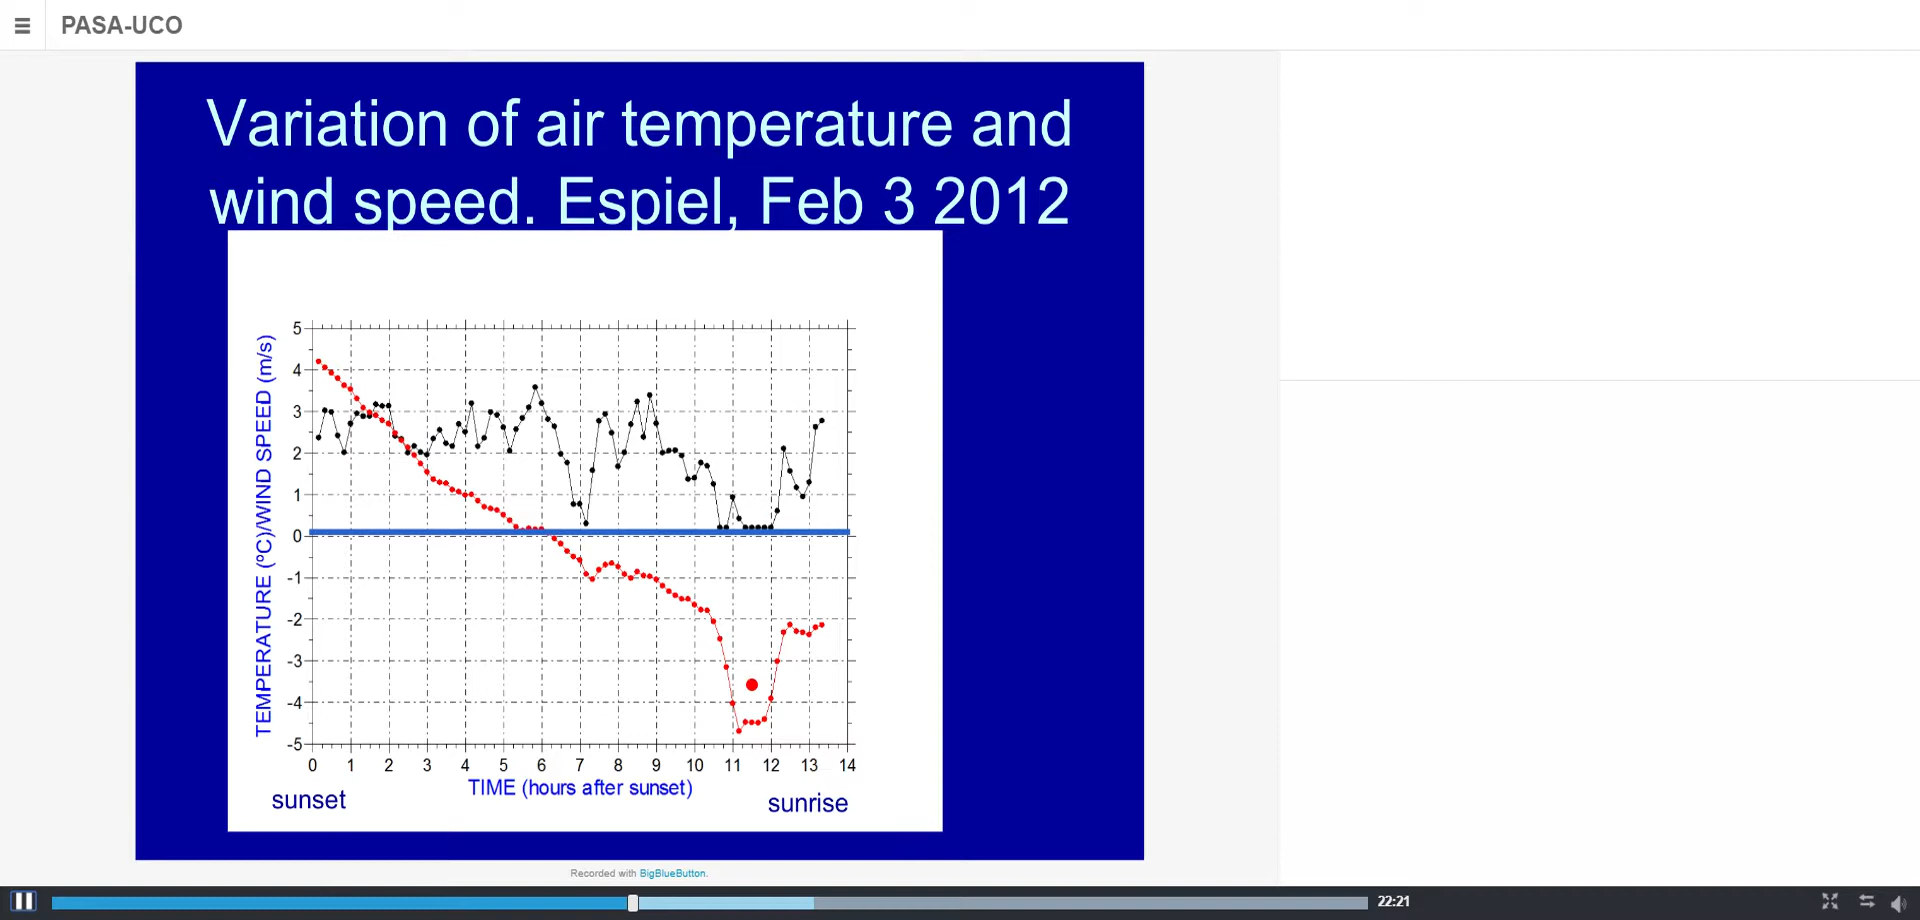 PASA-UCO
Variation of air temperature and
wind speed. Espiel, Feb 3 2012
TEMPERATURE (ºC)/WIND SPEED (m/s)
5
4
3
2
1
0
-1
-2
-3
-4
-5
0 1 2 3 4 5 6 7 8 9 10 11 12 13 14
TIME (hours after sunset)
sunset
sunrise
Recorded with BigBlueButton.
22:21